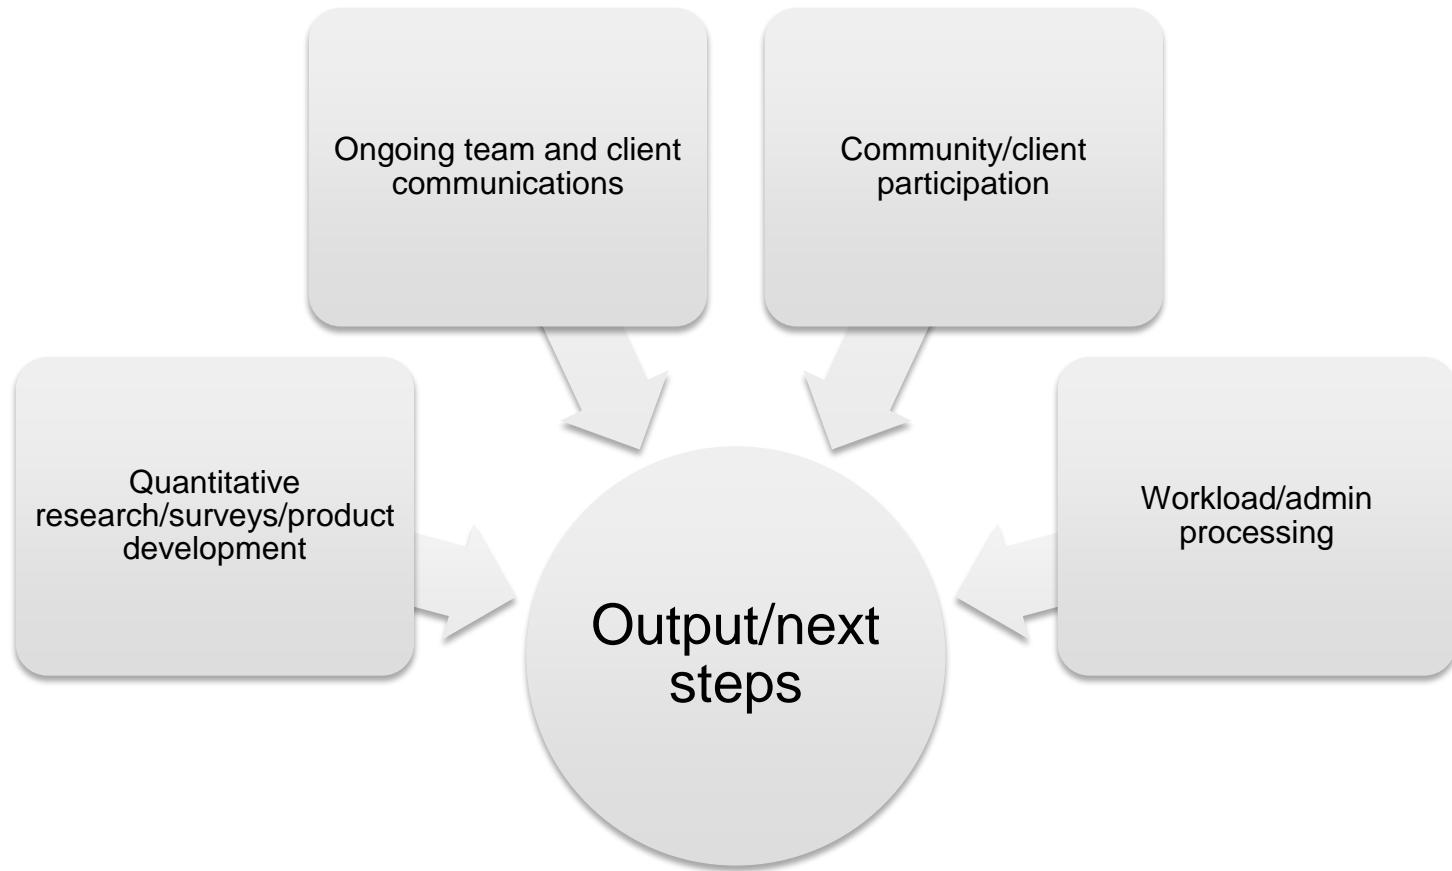 Ongoing team and client
communications
Community/client
participation
Quantitative
research/surveys/product
development
Workload/admin
processing
Output/next
steps